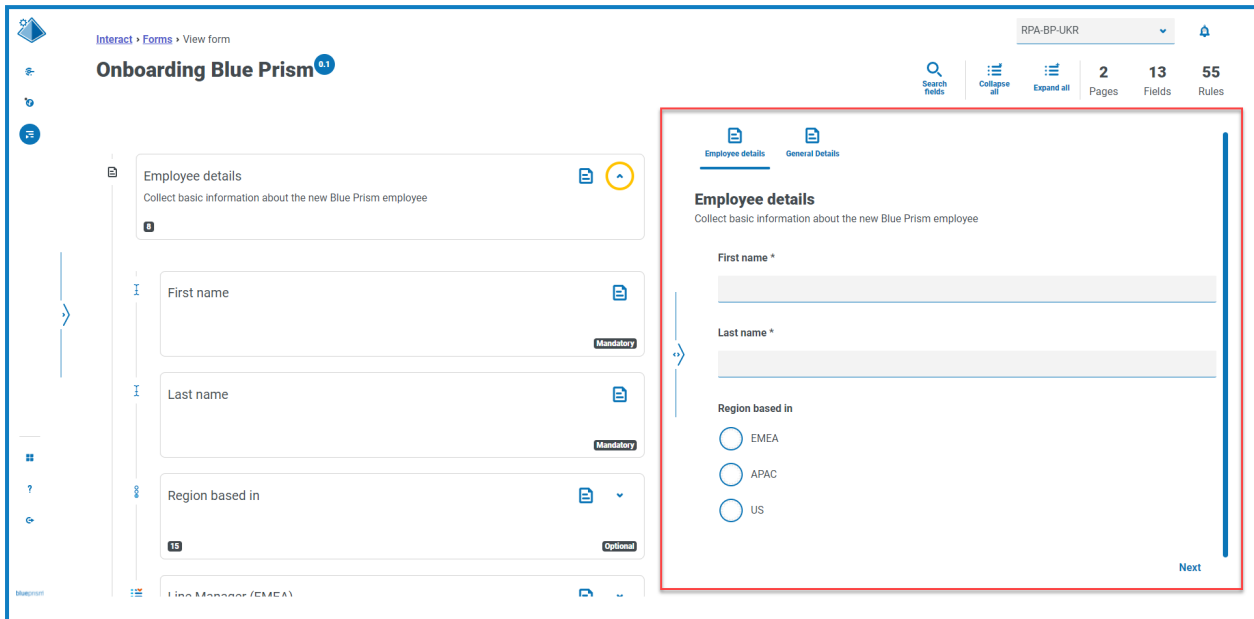 Interact › Forms › View form
RPA-BP-UKR
Onboarding Blue Prism 0.1
Search fields
Collapse all
Expand all
2 Pages
13 Fields
55 Rules
Employee details
Collect basic information about the new Blue Prism employee
8
First name
Mandatory
Last name
Mandatory
Region based in
15
Optional
Line Manager (EMEA)
Employee details
General Details
Employee details
Collect basic information about the new Blue Prism employee
First name *
Last name *
Region based in
EMEA
APAC
US
Next
?
blueprism